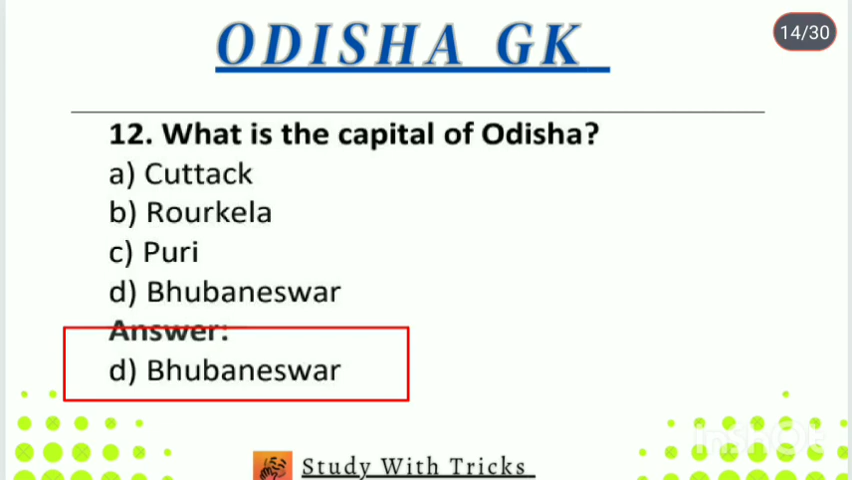 ODISHA GK
14/30
12. What is the capital of Odisha?
a) Cuttack
b) Rourkela
c) Puri
d) Bhubaneswar
Answer:
d) Bhubaneswar
InShOt
Study With Tricks